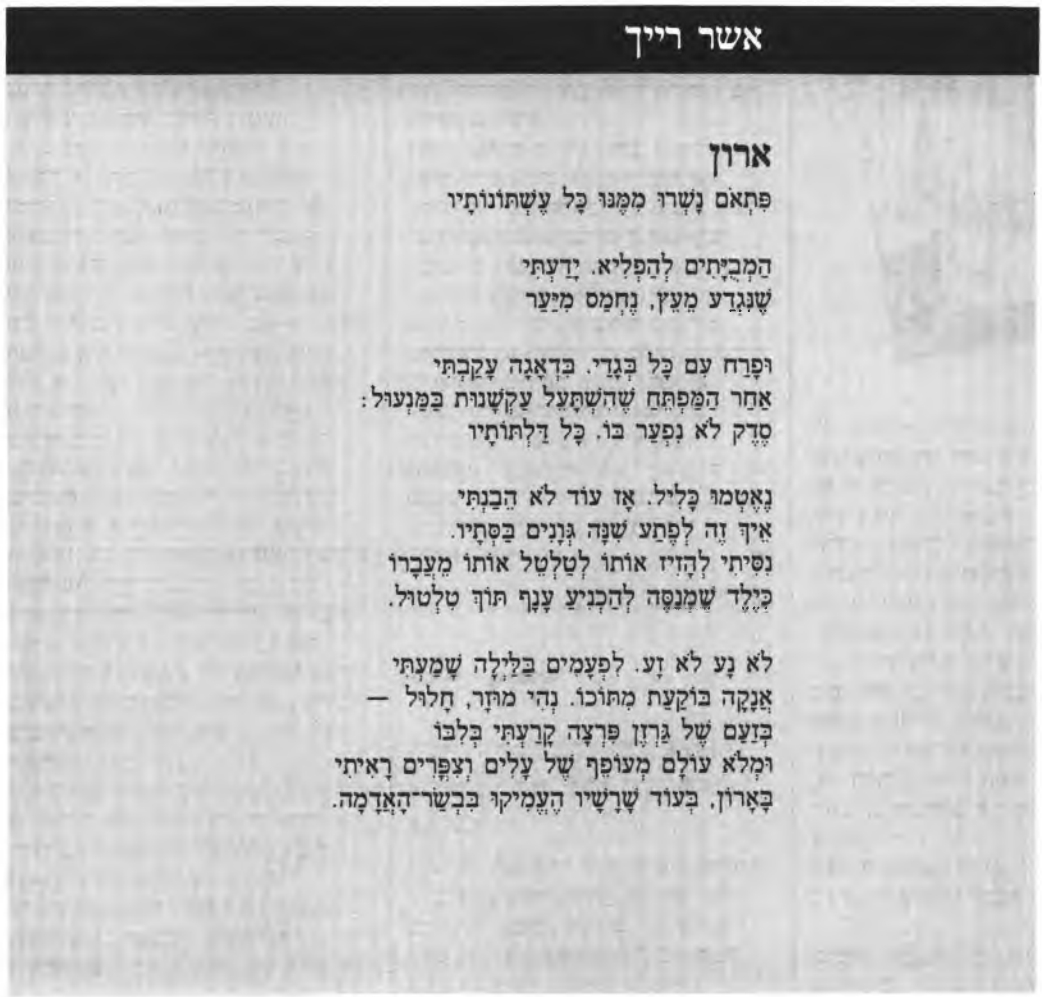 אשר רייך
ארון
פִּתְאֹם נָשְׁרוּ מִמֶּנּוּ כָּל עֶשְׁתּוֹנוֹתָיו
הַמְבֻיָּתִים לְהַפְלִיא. יָדַעְתִּי
שֶׁנִּגְדַּע מֵעֵץ, נֶחְמַס מִיַּעַר
וּפָרַח עִם כָּל בְּגָדַי. בִּדְאָגָה עָקַבְתִּי
אַחַר הַמַּפְתֵּחַ שֶׁהִשְׁתָּעֵל עַקְשָׁנוּת בַּמַּנְעוּל:
סֶדֶק לֹא נִפְעַר בּוֹ. כָּל דַּלְתוֹתָיו
נֶאֶטְמוּ כָּלִיל. אָז עוֹד לֹא הֵבַנְתִּי
אֵיךְ זֶה לְפֶתַע שִׁנָּה גְּוָנִים בַּסְּתָיו.
נִסִּיתִי לְהָזִיז אוֹתוֹ לְטַלְטֵל אוֹתוֹ מֵעֲבָרוֹ
כְּיֶלֶד שֶׁמְנַסֶּה לְהַכְנִיעַ עָנָף תּוֹךְ טִלְטוּל.
לֹא נָע לֹא זָע. לִפְעָמִים בַּלַּיְלָה שָׁמַעְתִּי
אֲנָקָה בּוֹקַעַת מִתּוֹכוֹ. נְהִי מוּזָר, חָלוּל —
בְּזַעַם שֶׁל גַּרְזֶן פִּרְצָה קָרַעְתִּי בְּלִבּוֹ
וּמְלֹא עוֹלָם מְעוֹפֵף שֶׁל עָלִים וְצִפֳּרִים רָאִיתִי
בָּאָרוֹן, בְּעוֹד שָׁרָשָׁיו הֶעֱמִיקוּ בִּבְשַׂר־הָאֲדָמָה.